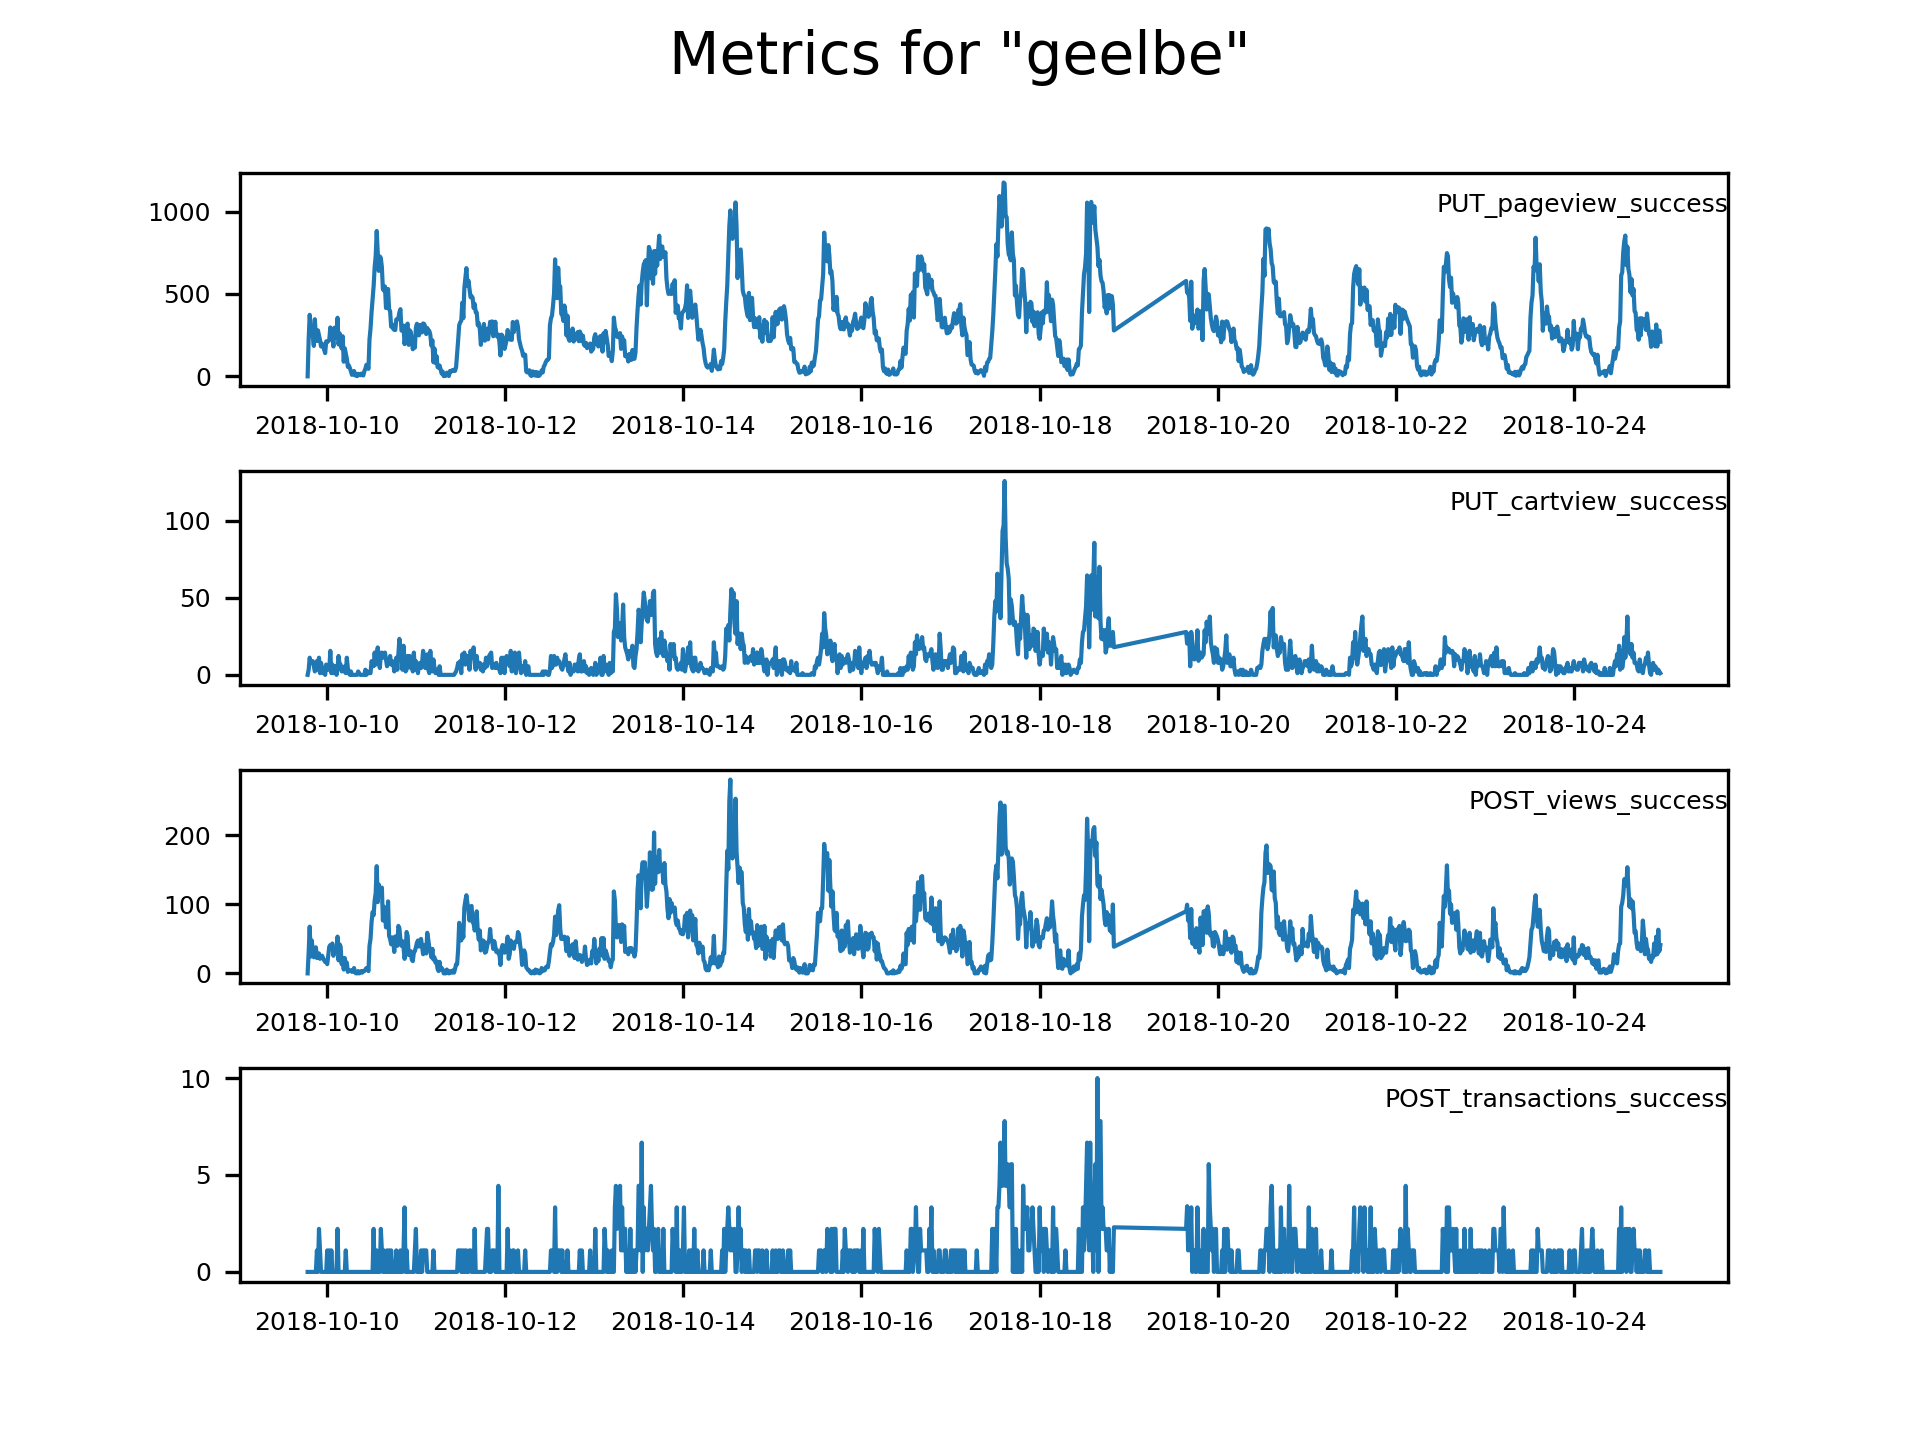 Metrics for "geelbe"
PUT_pageview_success
1000
500
0
2018-10-10 2018-10-12 2018-10-14 2018-10-16 2018-10-18 2018-10-20 2018-10-22 2018-10-24
PUT_cartview_success
100
50
0
2018-10-10 2018-10-12 2018-10-14 2018-10-16 2018-10-18 2018-10-20 2018-10-22 2018-10-24
POST_views_success
200
100
0
2018-10-10 2018-10-12 2018-10-14 2018-10-16 2018-10-18 2018-10-20 2018-10-22 2018-10-24
10
POST_transactions_success
5
0
2018-10-10 2018-10-12 2018-10-14 2018-10-16 2018-10-18 2018-10-20 2018-10-22 2018-10-24